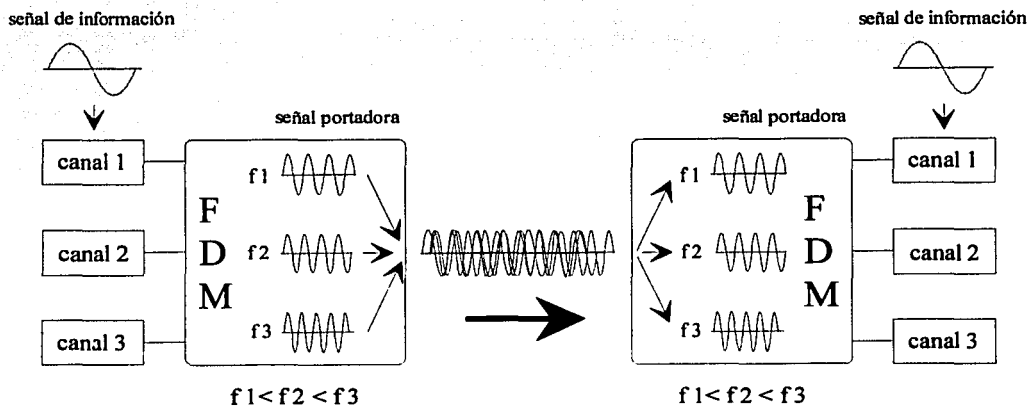 señal de información
señal de información
señal portadora
señal portadora
canal 1
f1
f1
canal 1
F
F
canal 2
D
f2
f2
D
canal 2
M
M
canal 3
f3
f3
canal 3
f1< f2 < f3
f1< f2 < f3